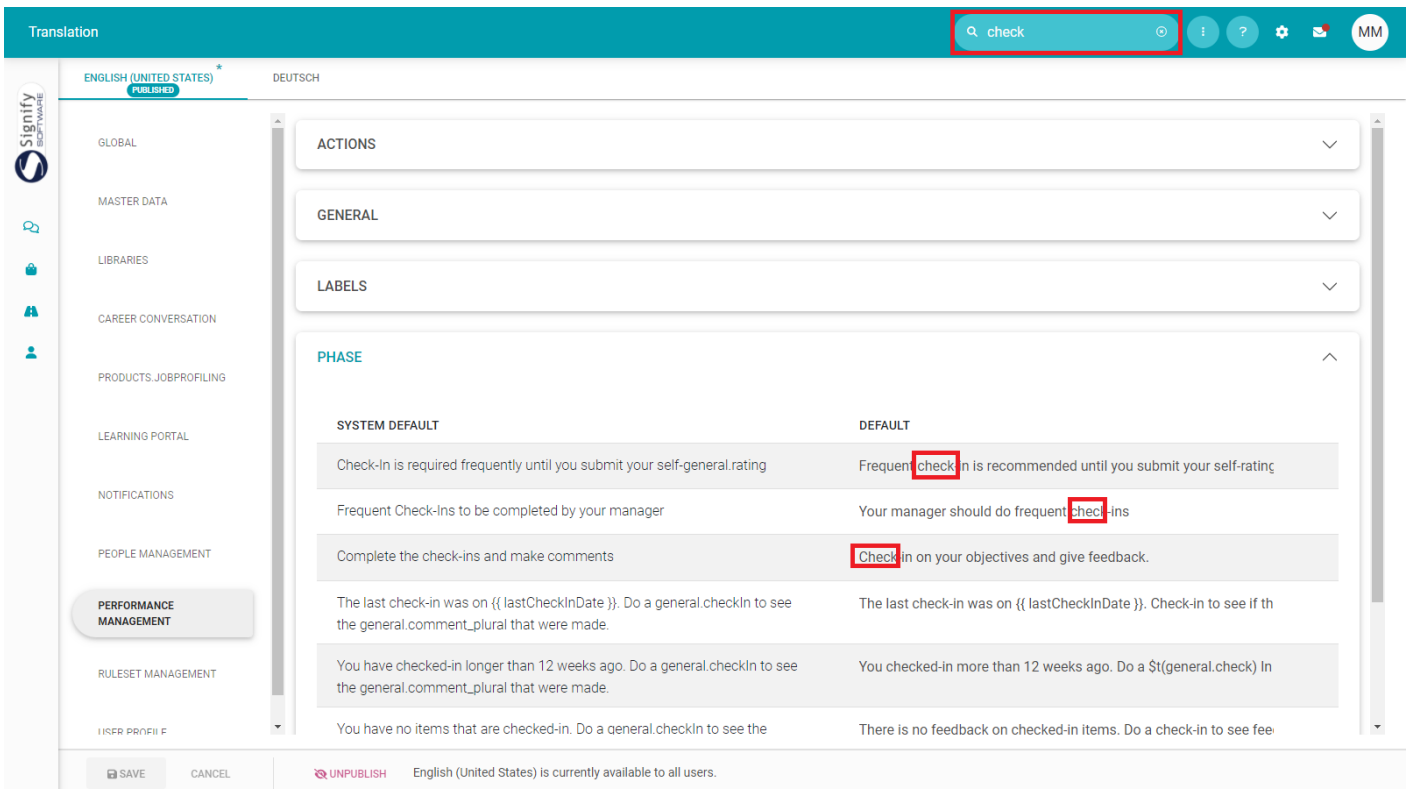 Translation
check
?
MM
ENGLISH (UNITED STATES) *
PUBLISHED
DEUTSCH
Signify
SOFTWARE
GLOBAL
MASTER DATA
LIBRARIES
CAREER CONVERSATION
PRODUCTS.JOBPROFILING
LEARNING PORTAL
NOTIFICATIONS
PEOPLE MANAGEMENT
PERFORMANCE
MANAGEMENT
RULESET MANAGEMENT
USER PROFILE
ACTIONS
GENERAL
LABELS
PHASE
SYSTEM DEFAULT
DEFAULT
Check-In is required frequently until you submit your self-general.rating
Frequent check-in is recommended until you submit your self-rating
Frequent Check-Ins to be completed by your manager
Your manager should do frequent check-ins
Complete the check-ins and make comments
Check-in on your objectives and give feedback.
The last check-in was on {{ lastCheckInDate }}. Do a general.checkIn to see
the general.comment_plural that were made.
The last check-in was on {{ lastCheckInDate }}. Check-in to see if th
You have checked-in longer than 12 weeks ago. Do a general.checkIn to see
the general.comment_plural that were made.
You checked-in more than 12 weeks ago. Do a $t(general.check) In
You have no items that are checked-in. Do a general.checkIn to see the
There is no feedback on checked-in items. Do a check-in to see fee
SAVE
CANCEL
UNPUBLISH
English (United States) is currently available to all users.